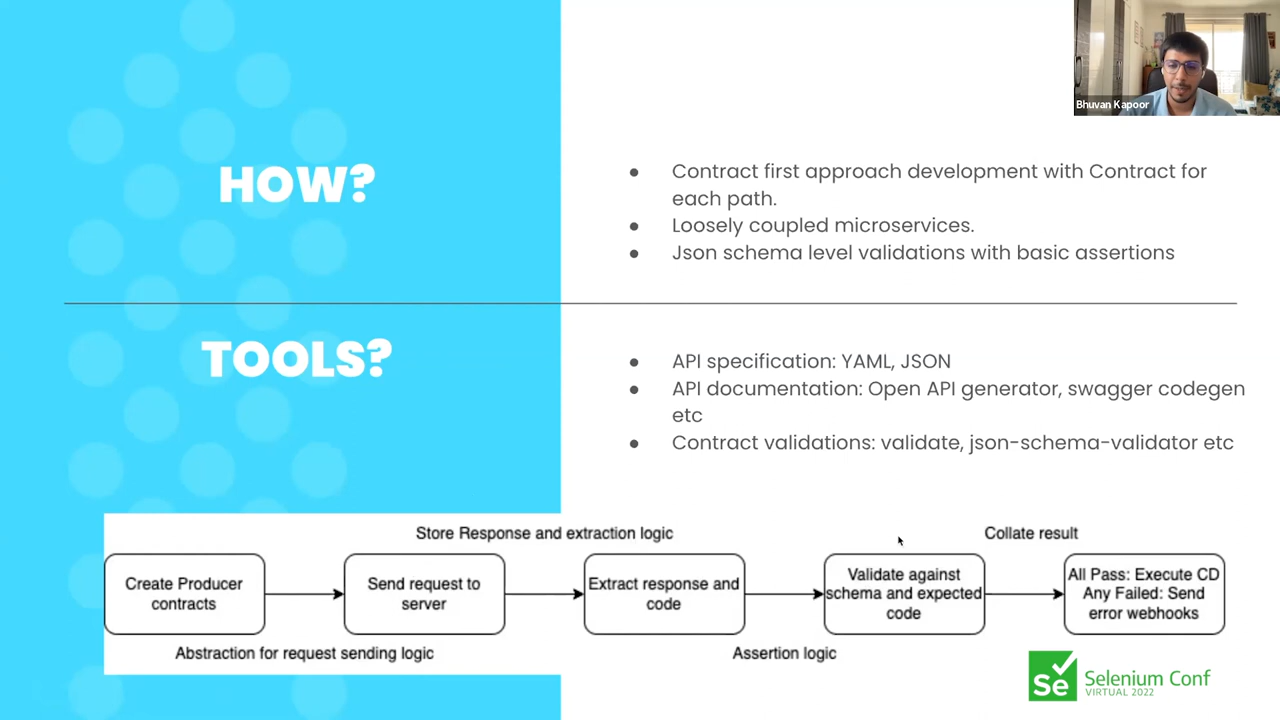 Bhuvan Kapoor
HOW?
● Contract first approach development with Contract for
each path.
● Loosely coupled microservices.
● Json schema level validations with basic assertions
TOOLS?
● API specification: YAML, JSON
● API documentation: Open API generator, swagger codegen
etc
● Contract validations: validate, json-schema-validator etc
Store Response and extraction logic
Collate result
Create Producer
contracts
Send request to
server
Extract response and
code
Validate against
schema and expected
code
All Pass: Execute CD
Any Failed: Send
error webhooks
Abstraction for request sending logic
Assertion logic
Se
Selenium Conf
VIRTUAL 2022